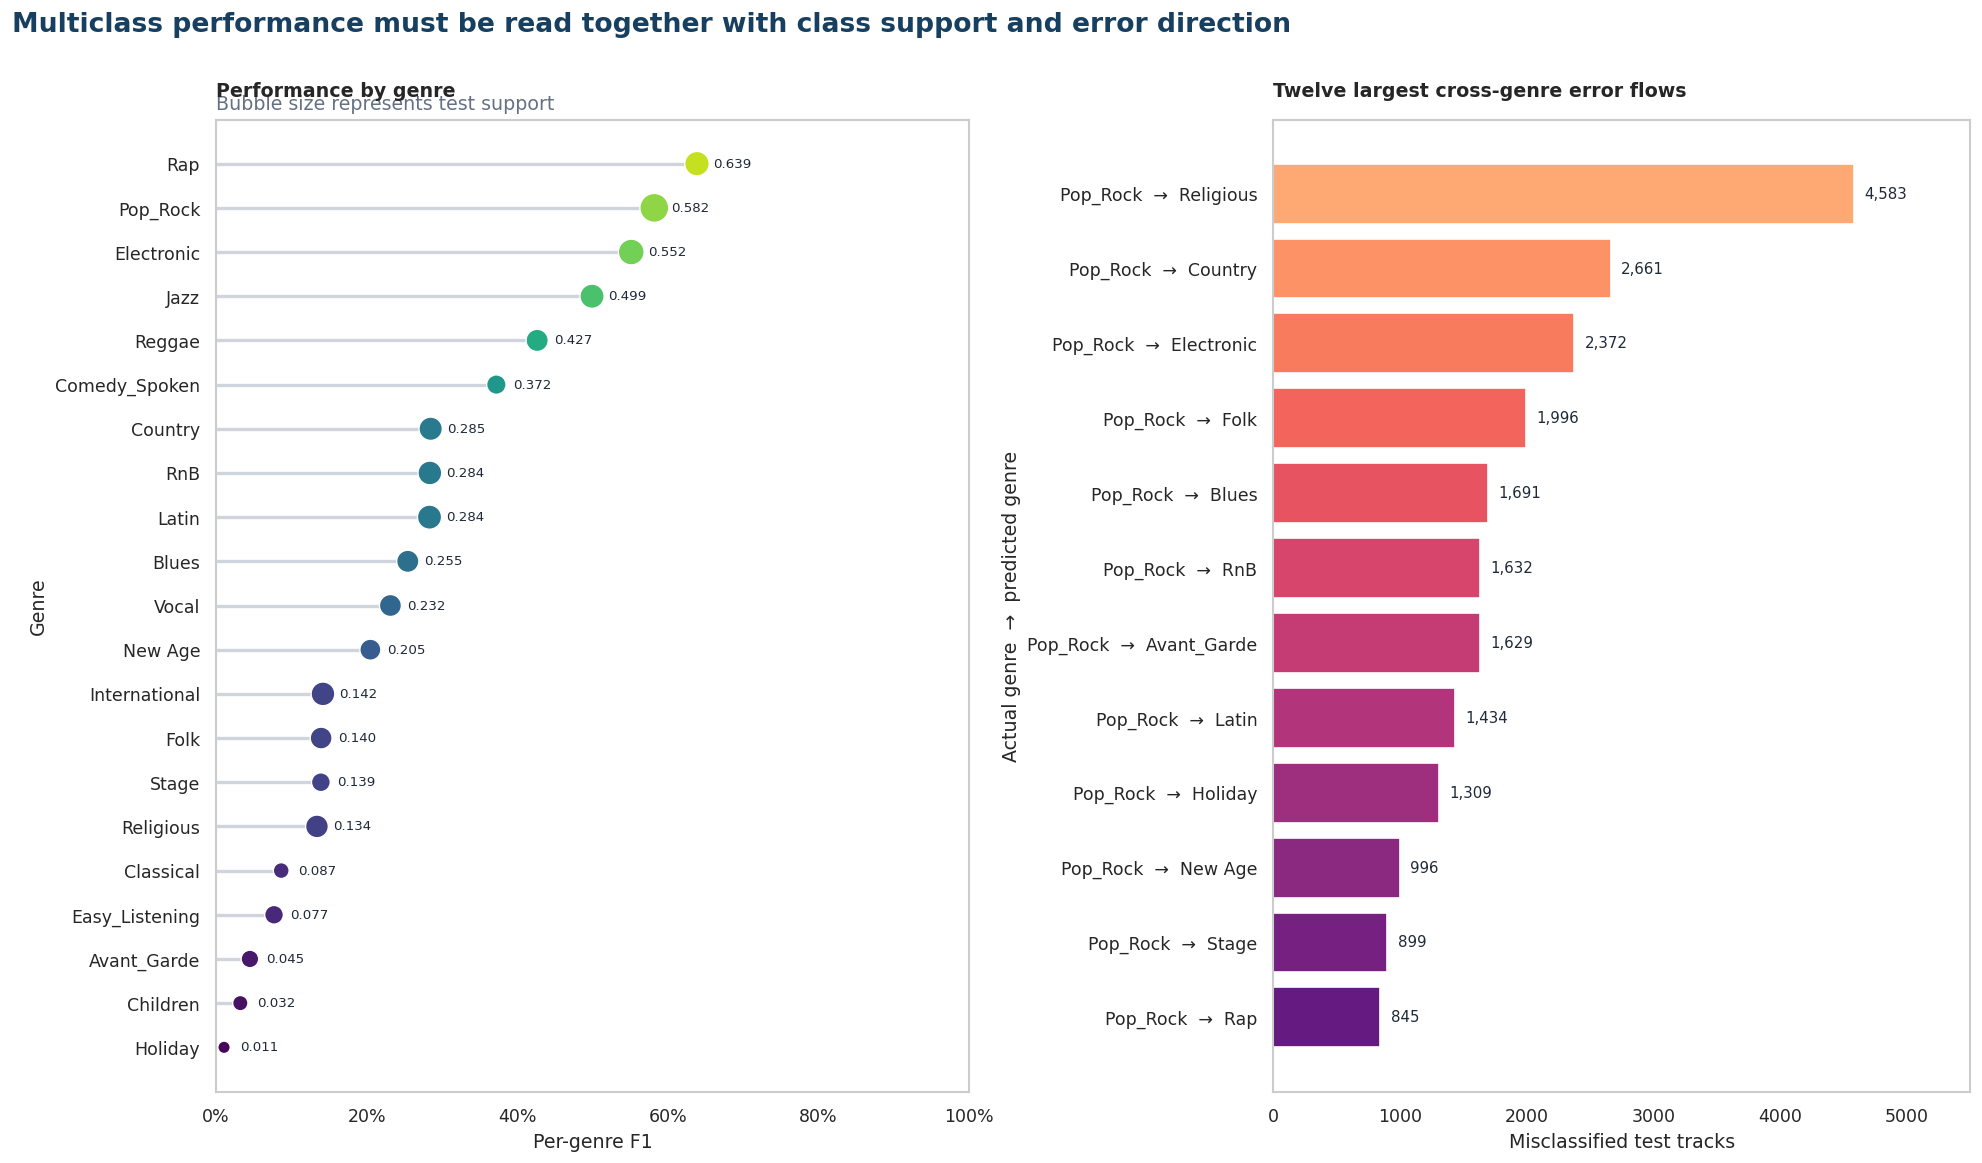 Multiclass performance must be read together with class support and error direction
Performance by genre
Bubble size represents test support
Genre
Rap 0.639
Pop_Rock 0.582
Electronic 0.552
Jazz 0.499
Reggae 0.427
Comedy_Spoken 0.372
Country 0.285
RnB 0.284
Latin 0.284
Blues 0.255
Vocal 0.232
New Age 0.205
International 0.142
Folk 0.140
Stage 0.139
Religious 0.134
Classical 0.087
Easy_Listening 0.077
Avant_Garde 0.045
Children 0.032
Holiday 0.011
0% 20% 40% 60% 80% 100%
Per-genre F1
Twelve largest cross-genre error flows
Actual genre → predicted genre
Pop_Rock → Religious 4,583
Pop_Rock → Country 2,661
Pop_Rock → Electronic 2,372
Pop_Rock → Folk 1,996
Pop_Rock → Blues 1,691
Pop_Rock → RnB 1,632
Pop_Rock → Avant_Garde 1,629
Pop_Rock → Latin 1,434
Pop_Rock → Holiday 1,309
Pop_Rock → New Age 996
Pop_Rock → Stage 899
Pop_Rock → Rap 845
0 1000 2000 3000 4000 5000
Misclassified test tracks